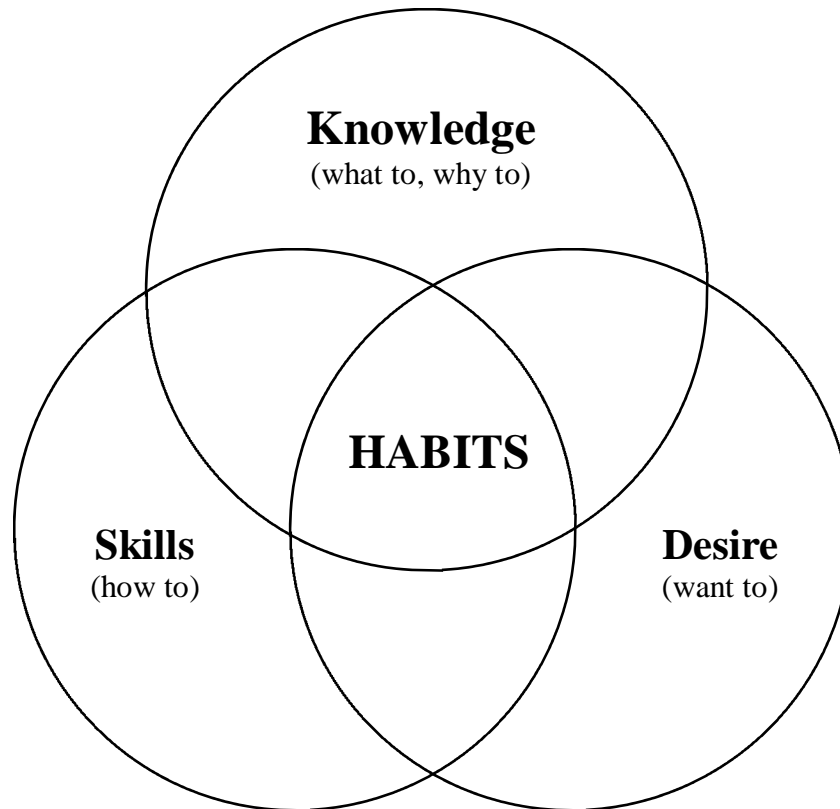 Knowledge
(what to, why to)
HABITS
Skills
(how to)
Desire
(want to)